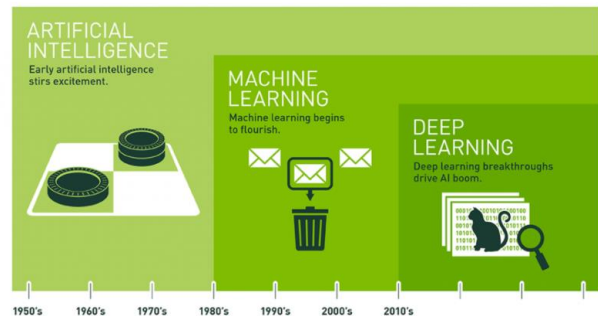 ARTIFICIAL
INTELLIGENCE
Early artificial intelligence
stirs excitement.
MACHINE
LEARNING
Machine learning begins
to flourish.
DEEP
LEARNING
Deep learning breakthroughs
drive AI boom.
1950's 1960's 1970's 1980's 1990's 2000's 2010's